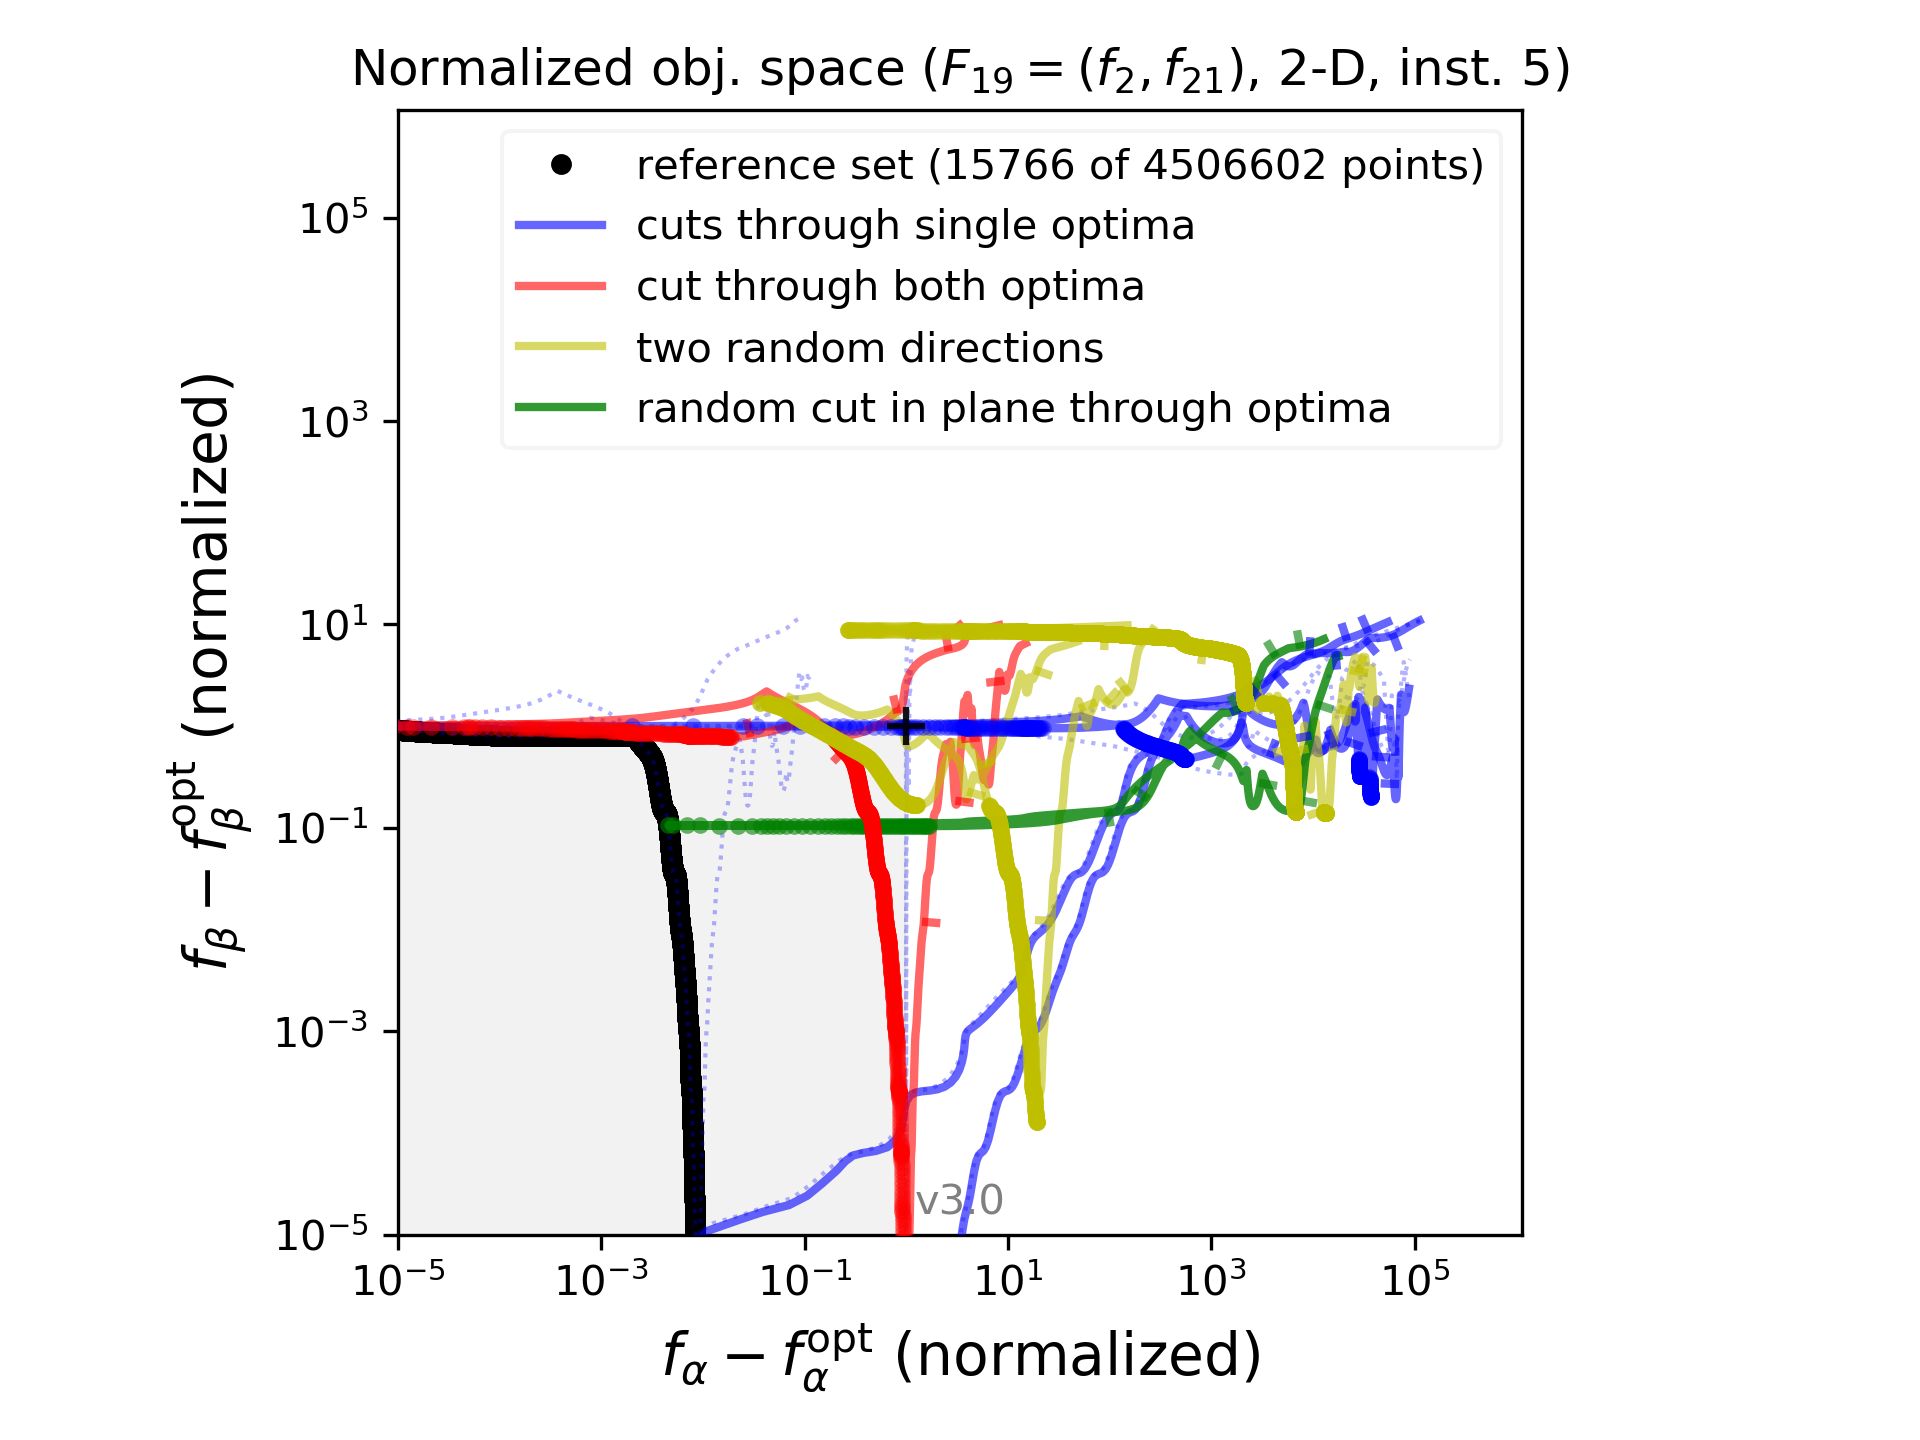 Normalized obj. space (F₁₉ = (f₂, f₂₁), 2-D, inst. 5)
reference set (15766 of 4506602 points)
cuts through single optima
cut through both optima
two random directions
random cut in plane through optima
10⁵
10³
10¹
10⁻¹
10⁻³
10⁻⁵
f_β − f_β^opt (normalized)
v3.0
10⁻⁵ 10⁻³ 10⁻¹ 10¹ 10³ 10⁵
f_α − f_α^opt (normalized)